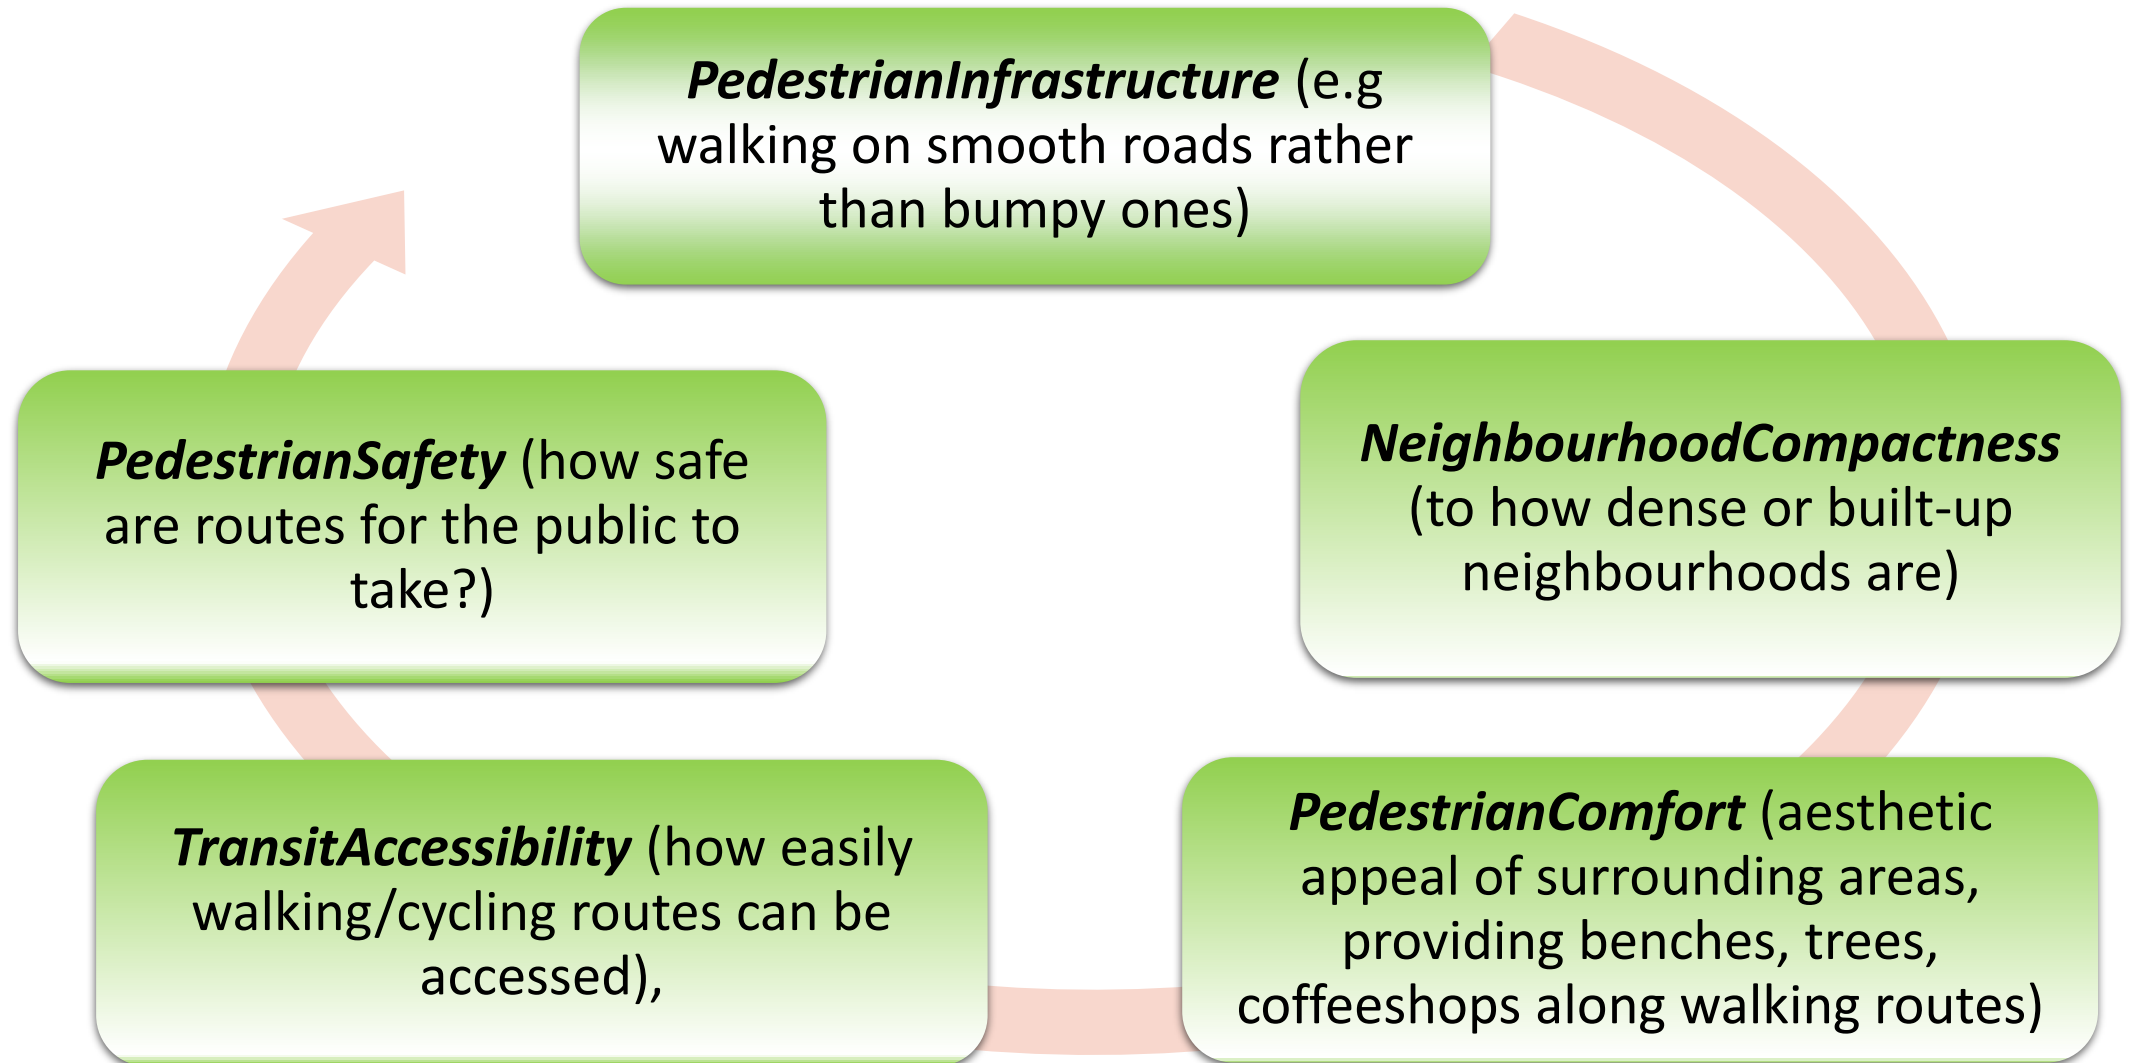 PedestrianInfrastructure (e.g
walking on smooth roads rather
than bumpy ones)
NeighbourhoodCompactness
(to how dense or built-up
neighbourhoods are)
PedestrianComfort (aesthetic
appeal of surrounding areas,
providing benches, trees,
coffeeshops along walking routes)
TransitAccessibility (how easily
walking/cycling routes can be
accessed),
PedestrianSafety (how safe
are routes for the public to
take?)